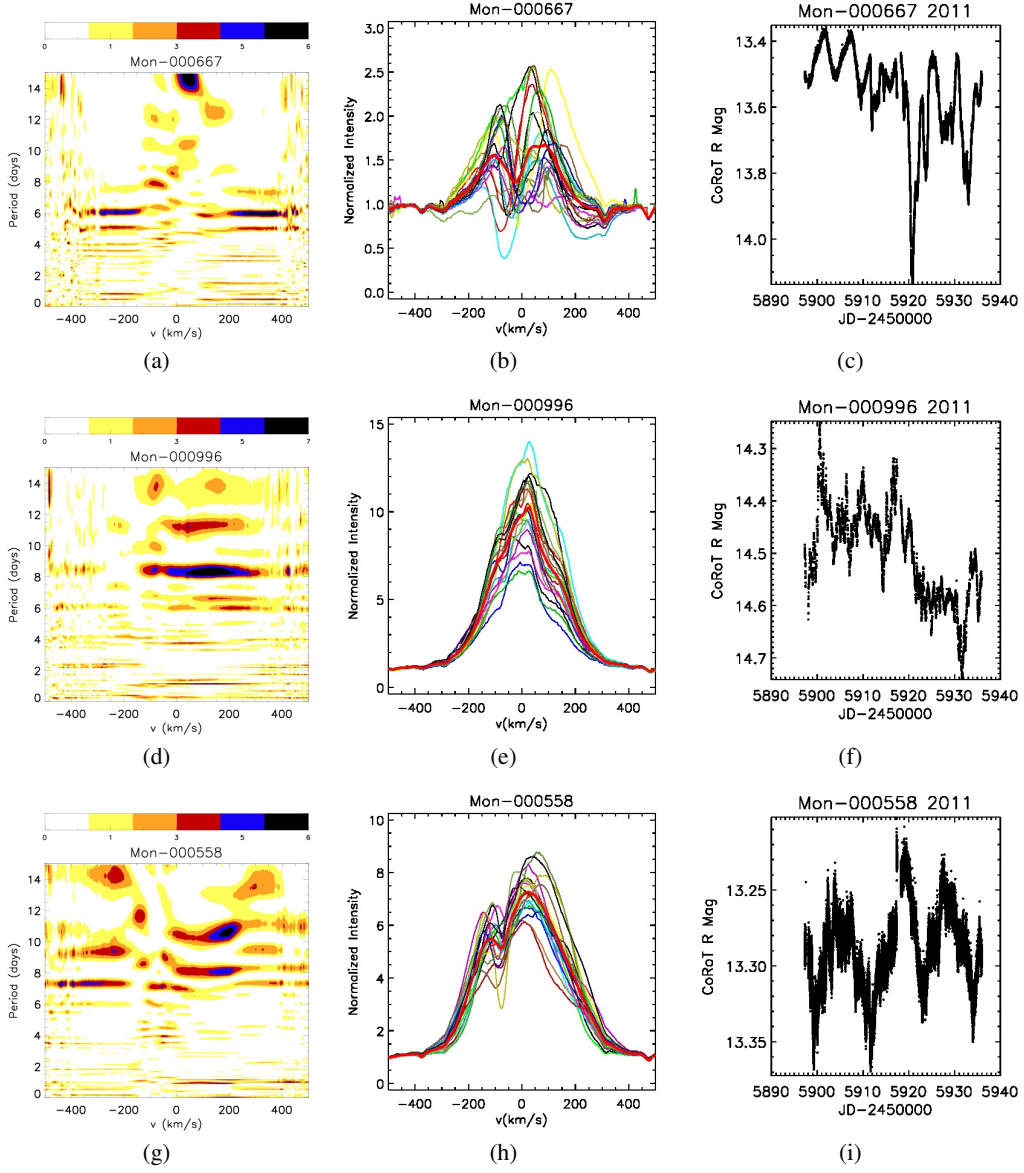 0 1 3 5 6
Mon-000667
14
12
10
8
6
4
2
0
Period (days)
-400 -200 0 200 400
v (km/s)
(a)
Mon-000667
3.0
2.5
2.0
1.5
1.0
0.5
0.0
Normalized Intensity
-400 -200 0 200 400
v(km/s)
(b)
Mon-000667 2011
13.4
13.6
13.8
14.0
CoRoT R Mag
5890 5900 5910 5920 5930 5940
JD-2450000
(c)
0 1 3 5 7
Mon-000996
14
12
10
8
6
4
2
0
Period (days)
-400 -200 0 200 400
v (km/s)
(d)
Mon-000996
15
10
5
0
Normalized Intensity
-400 -200 0 200 400
v(km/s)
(e)
Mon-000996 2011
14.3
14.4
14.5
14.6
14.7
CoRoT R Mag
5890 5900 5910 5920 5930 5940
JD-2450000
(f)
0 1 3 5 6
Mon-000558
14
12
10
8
6
4
2
0
Period (days)
-400 -200 0 200 400
v (km/s)
(g)
Mon-000558
10
8
6
4
2
0
Normalized Intensity
-400 -200 0 200 400
v(km/s)
(h)
Mon-000558 2011
13.25
13.30
13.35
CoRoT R Mag
5890 5900 5910 5920 5930 5940
JD-2450000
(i)